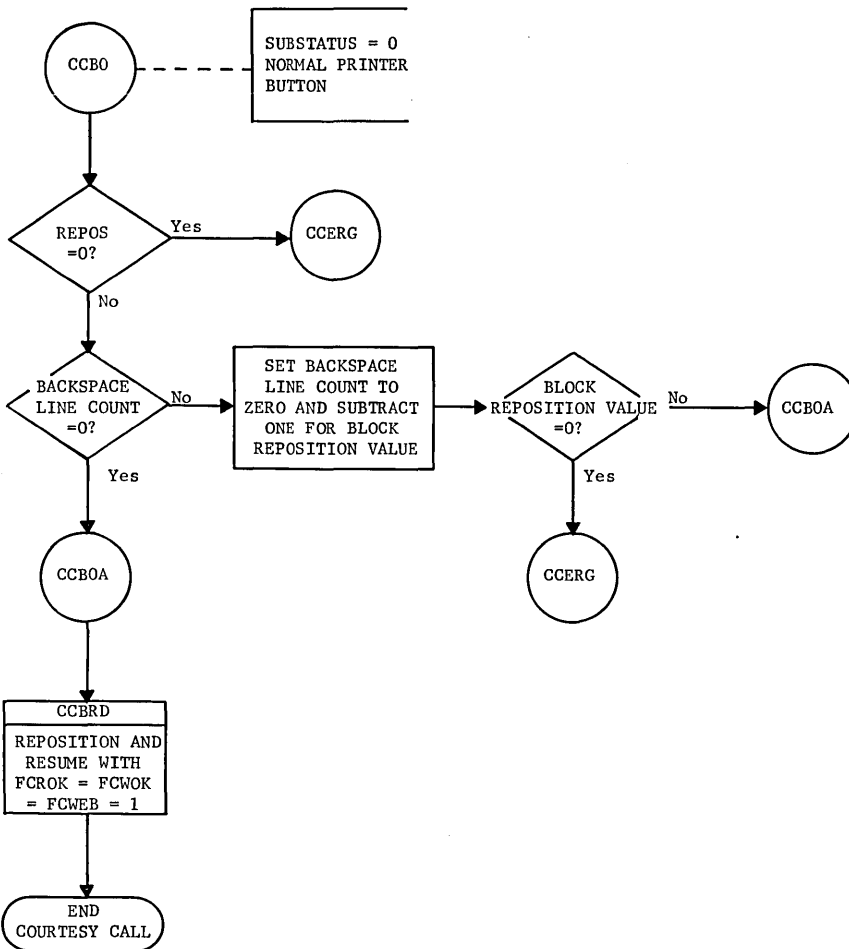 CCBO
SUBSTATUS = 0
NORMAL PRINTER
BUTTON
REPOS
=0?
Yes
CCERG
No
BACKSPACE
LINE COUNT
=0?
No
SET BACKSPACE
LINE COUNT TO
ZERO AND SUBTRACT
ONE FOR BLOCK
REPOSITION VALUE
BLOCK
REPOSITION VALUE
=0?
No
CCBOA
Yes
Yes
CCBOA
CCERG
CCBRD
REPOSITION AND
RESUME WITH
FCROK = FCWOK
= FCWEB = 1
END
COURTESY CALL